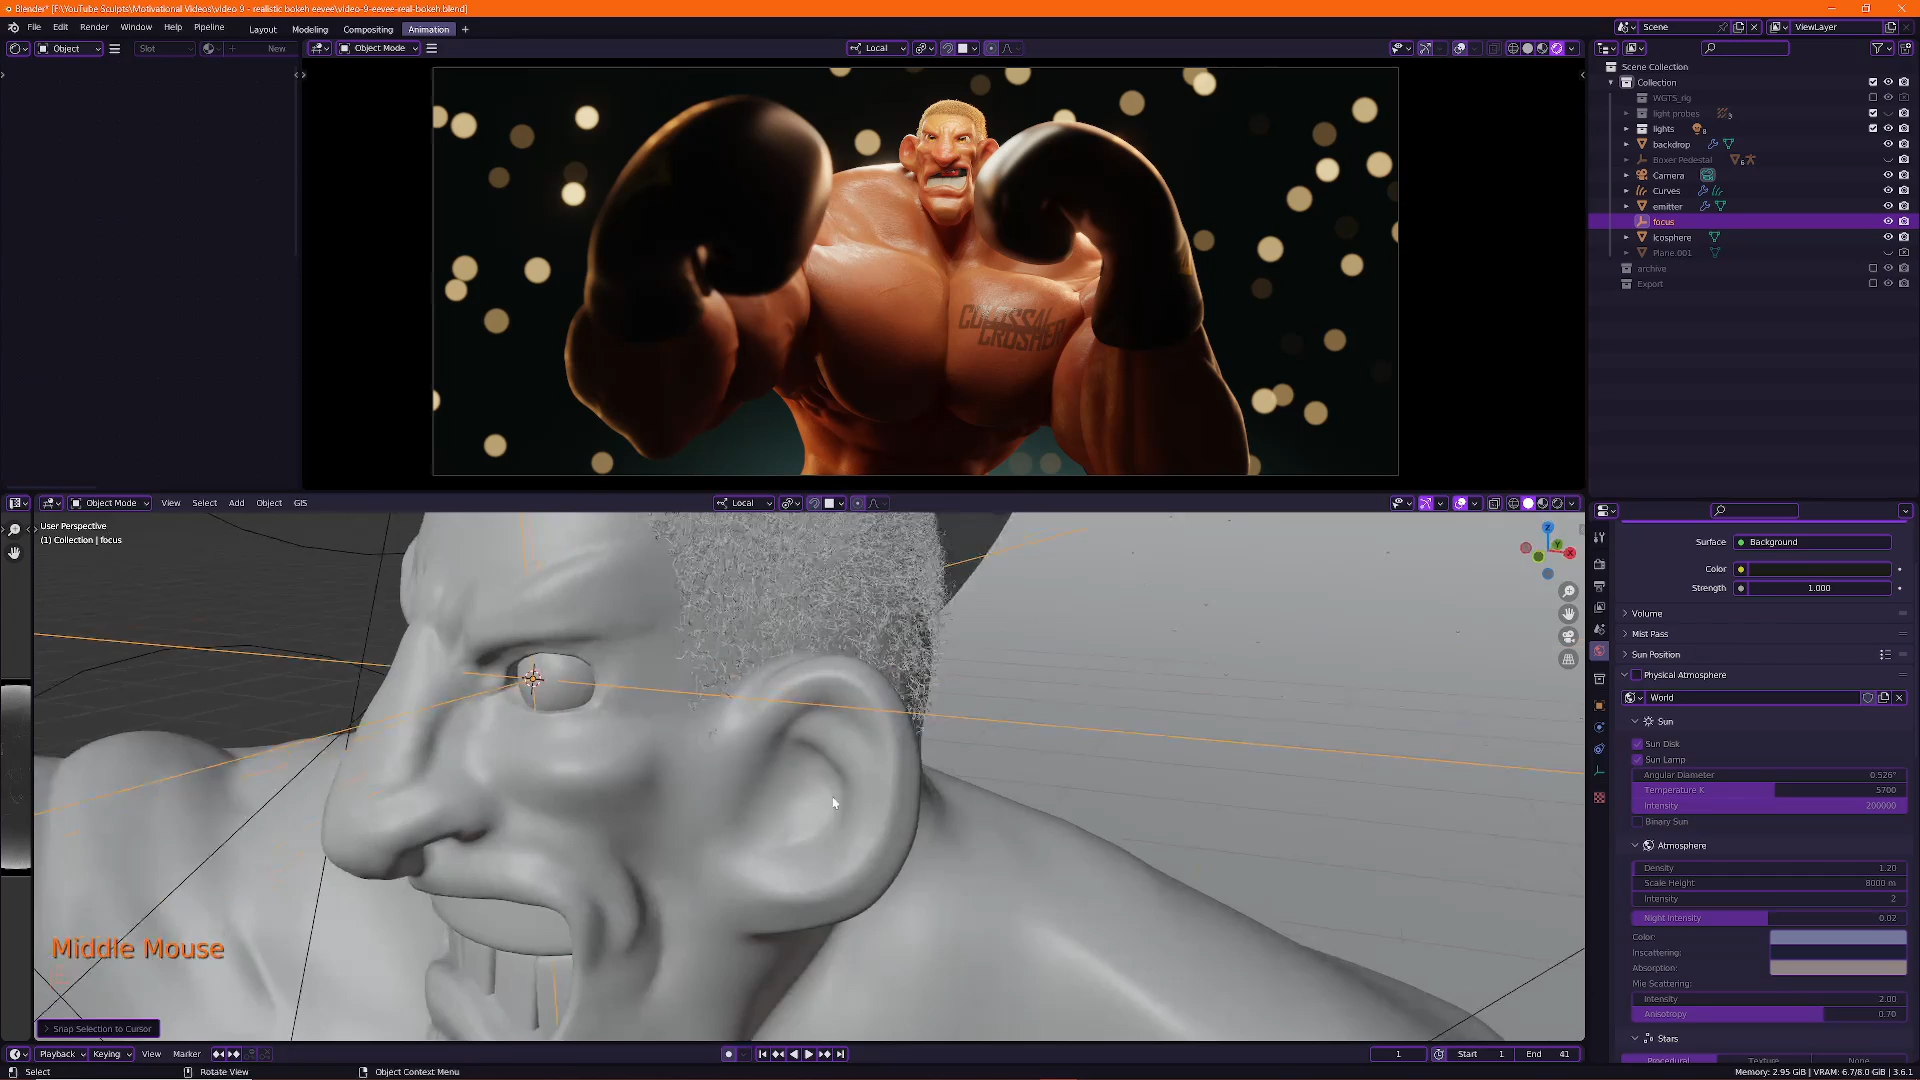 Blender* [F:\YouTube Sculpts\Motivational Videos\video 9 - realistic bokeh eevee\video-9-eevee-real-bokeh.blend]
File Edit Render Window Help Pipeline Layout Modeling Compositing Animation + Scene ViewLayer
Object Slot New Object Mode Local
Scene Collection
Collection
WGTS_rig
light probes 3
lights 8
backdrop
Boxer Pedestal 6
Camera
Curves
emitter
focus
Icosphere
Plane.001
archive
Export
COLOSSAL
CRUSHER
Object Mode View Select Add Object GIS Local
User Perspective
(1) Collection | focus
Z
Y
X
Surface Background
Color
Strength 1.000
Volume
Mist Pass
Sun Position
Physical Atmosphere
World
Sun
Sun Disk
Sun Lamp
Angular Diameter 0.526°
Temperature K 5700
Intensity 200000
Binary Sun
Atmosphere
Density 1.20
Scale Height 8000 m
Intensity 2
Night Intensity 0.02
Color:
Inscattering:
Absorption:
Mie Scattering:
Intensity 2.00
Anisotropy 0.70
Stars
Procedural Texture None
Middle Mouse
Snap Selection to Cursor
Playback Keying View Marker 1 Start 1 End 41
Select Rotate View Object Context Menu Memory: 2.95 GiB | VRAM: 6.7/8.0 GiB | 3.6.1